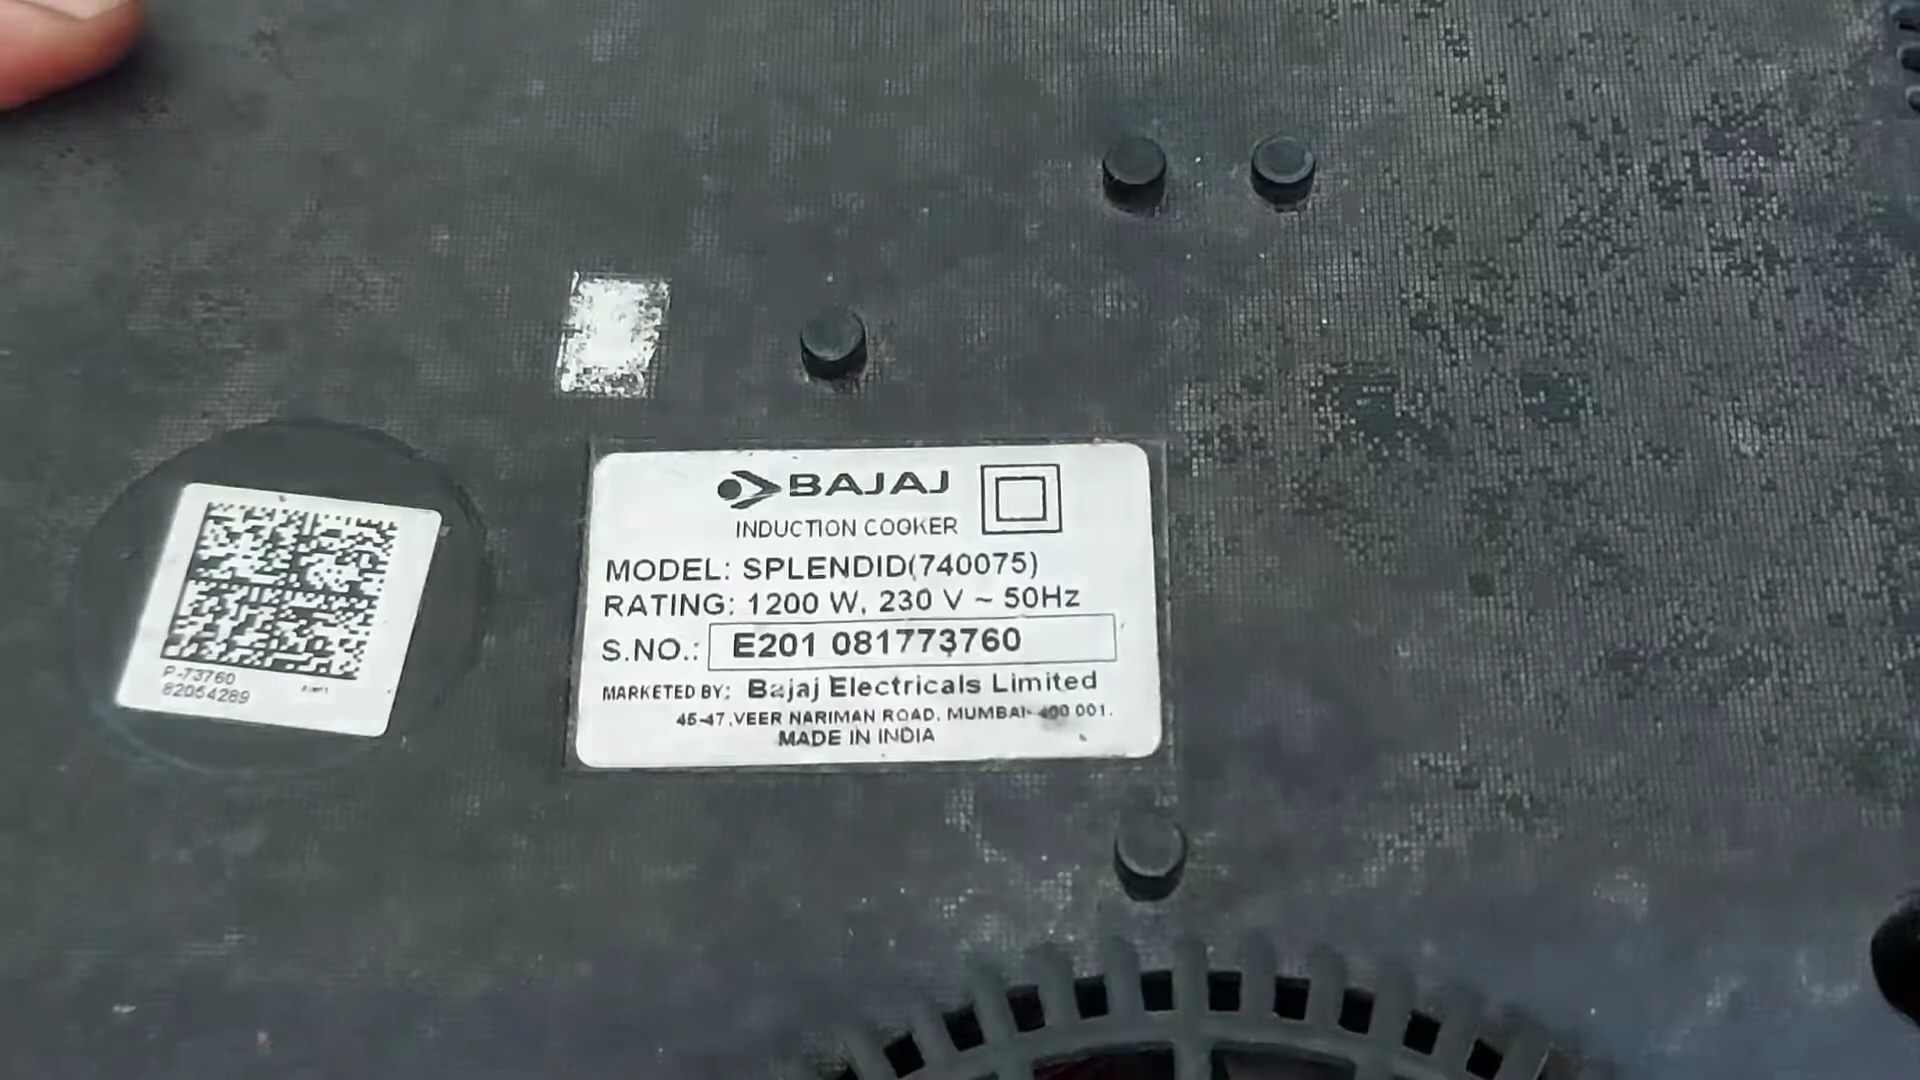 BAJAJ
INDUCTION COOKER
MODEL: SPLENDID(740075)
RATING: 1200 W, 230 V ~ 50Hz
S.NO.: E201 081773760
MARKETED BY: Bajaj Electricals Limited
45-47, VEER NARIMAN ROAD, MUMBAI- 400 001.
MADE IN INDIA
P-73760
82054289